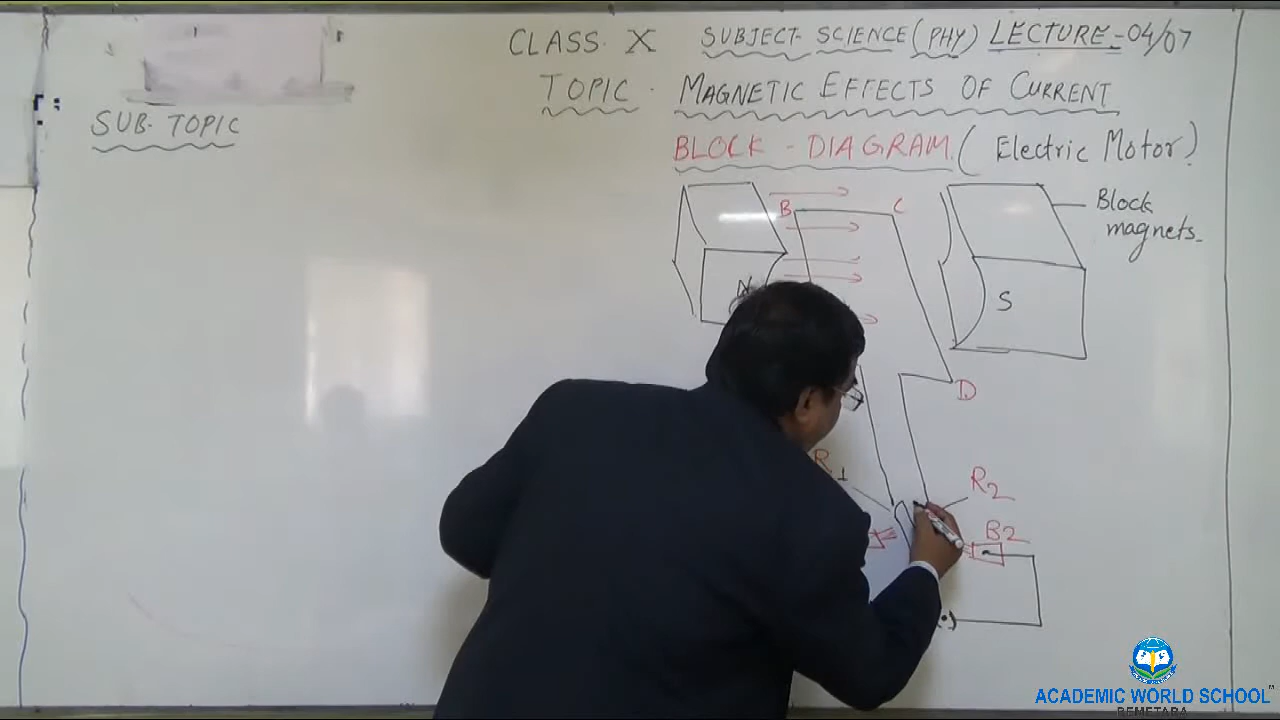 CLASS. X SUBJECT- SCIENCE (PHY) LECTURE - 04/07
TOPIC - MAGNETIC EFFECTS OF CURRENT
SUB- TOPIC
BLOCK - DIAGRAM. ( Electric Motor)
B
C
Block
magnets.
N
S
D
R1
R2
B2
(•)
ACADEMIC WORLD SCHOOL™
BEMETARA